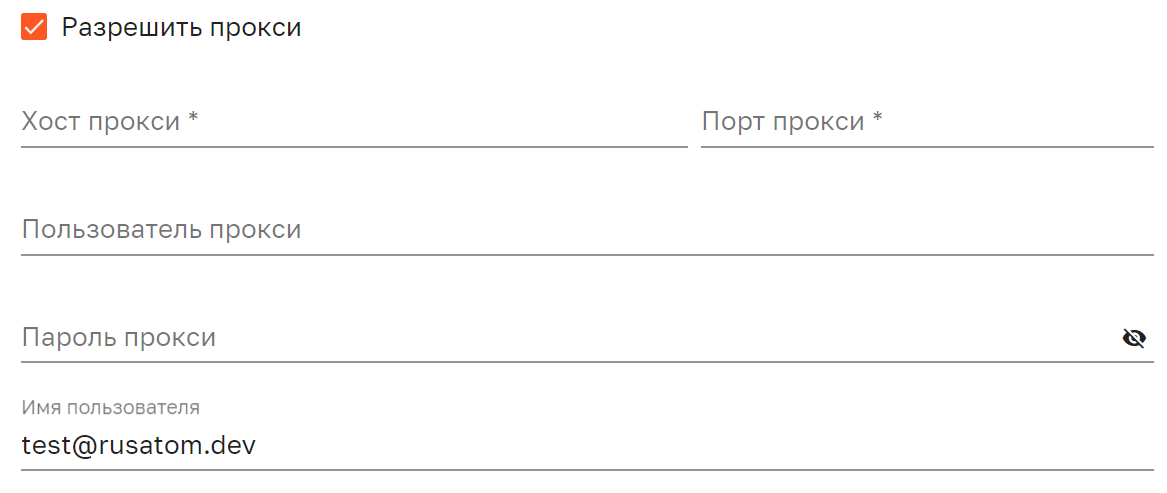 Разрешить прокси
Хост прокси * Порт прокси *
Пользователь прокси
Пароль прокси
Имя пользователя
test@rusatom.dev